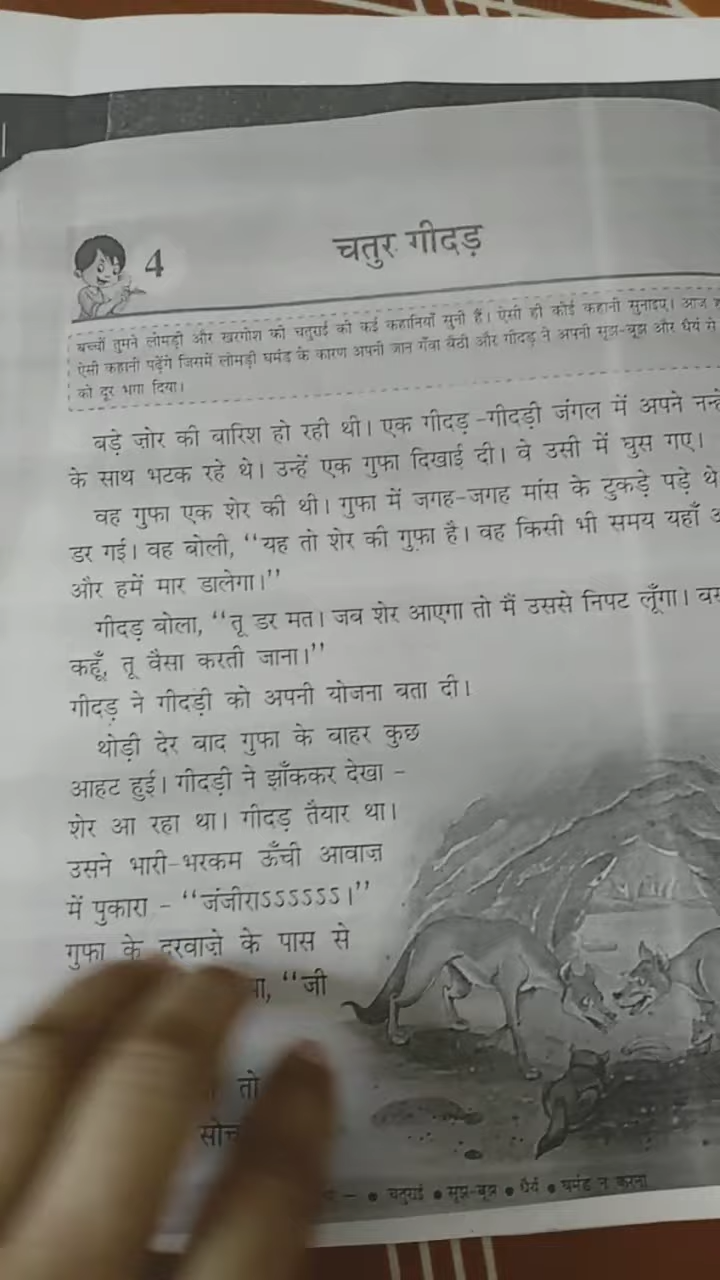 4
चतुर गीदड़
बच्चों तुमने लोमड़ी और खरगोश की चतुराई की कई कहानियाँ सुनी हैं। ऐसी ही कोई कहानी सुनाइए। आज
ऐसी कहानी पढ़ेंगे जिसमें लोमड़ी घमंड के कारण अपनी जान गँवा बैठी और गीदड़ ने अपनी सूझ-बूझ और धैर्य से
को दूर भगा दिया।
बड़े ज़ोर की बारिश हो रही थी। एक गीदड़ -गीदड़ी जंगल में अपने
के साथ भटक रहे थे। उन्हें एक गुफा दिखाई दी। वे उसी में घुस गए।
वह गुफा एक शेर की थी। गुफा में जगह-जगह मांस के टुकड़े पड़े थे
डर गई। वह बोली, ‘‘यह तो शेर की गुफ़ा है। वह किसी भी समय यहाँ
और हमें मार डालेगा।’’
गीदड़ बोला, ‘‘तू डर मत। जब शेर आएगा तो मैं उससे निपट लूँगा।
कहूँ, तू वैसा करती जाना।’’
गीदड़ ने गीदड़ी को अपनी योजना बता दी।
थोड़ी देर बाद गुफा के बाहर कुछ
आहट हुई। गीदड़ी ने झाँककर देखा -
शेर आ रहा था। गीदड़ तैयार था।
उसने भारी-भरकम ऊँची आवाज़
में पुकारा - ‘‘जंजीराऽऽऽऽऽऽ।’’
गुफा के दरवाज़े के पास से
‘‘जी
तो
• चतुराई • सूझ-बूझ • धैर्य • घमंड न करना